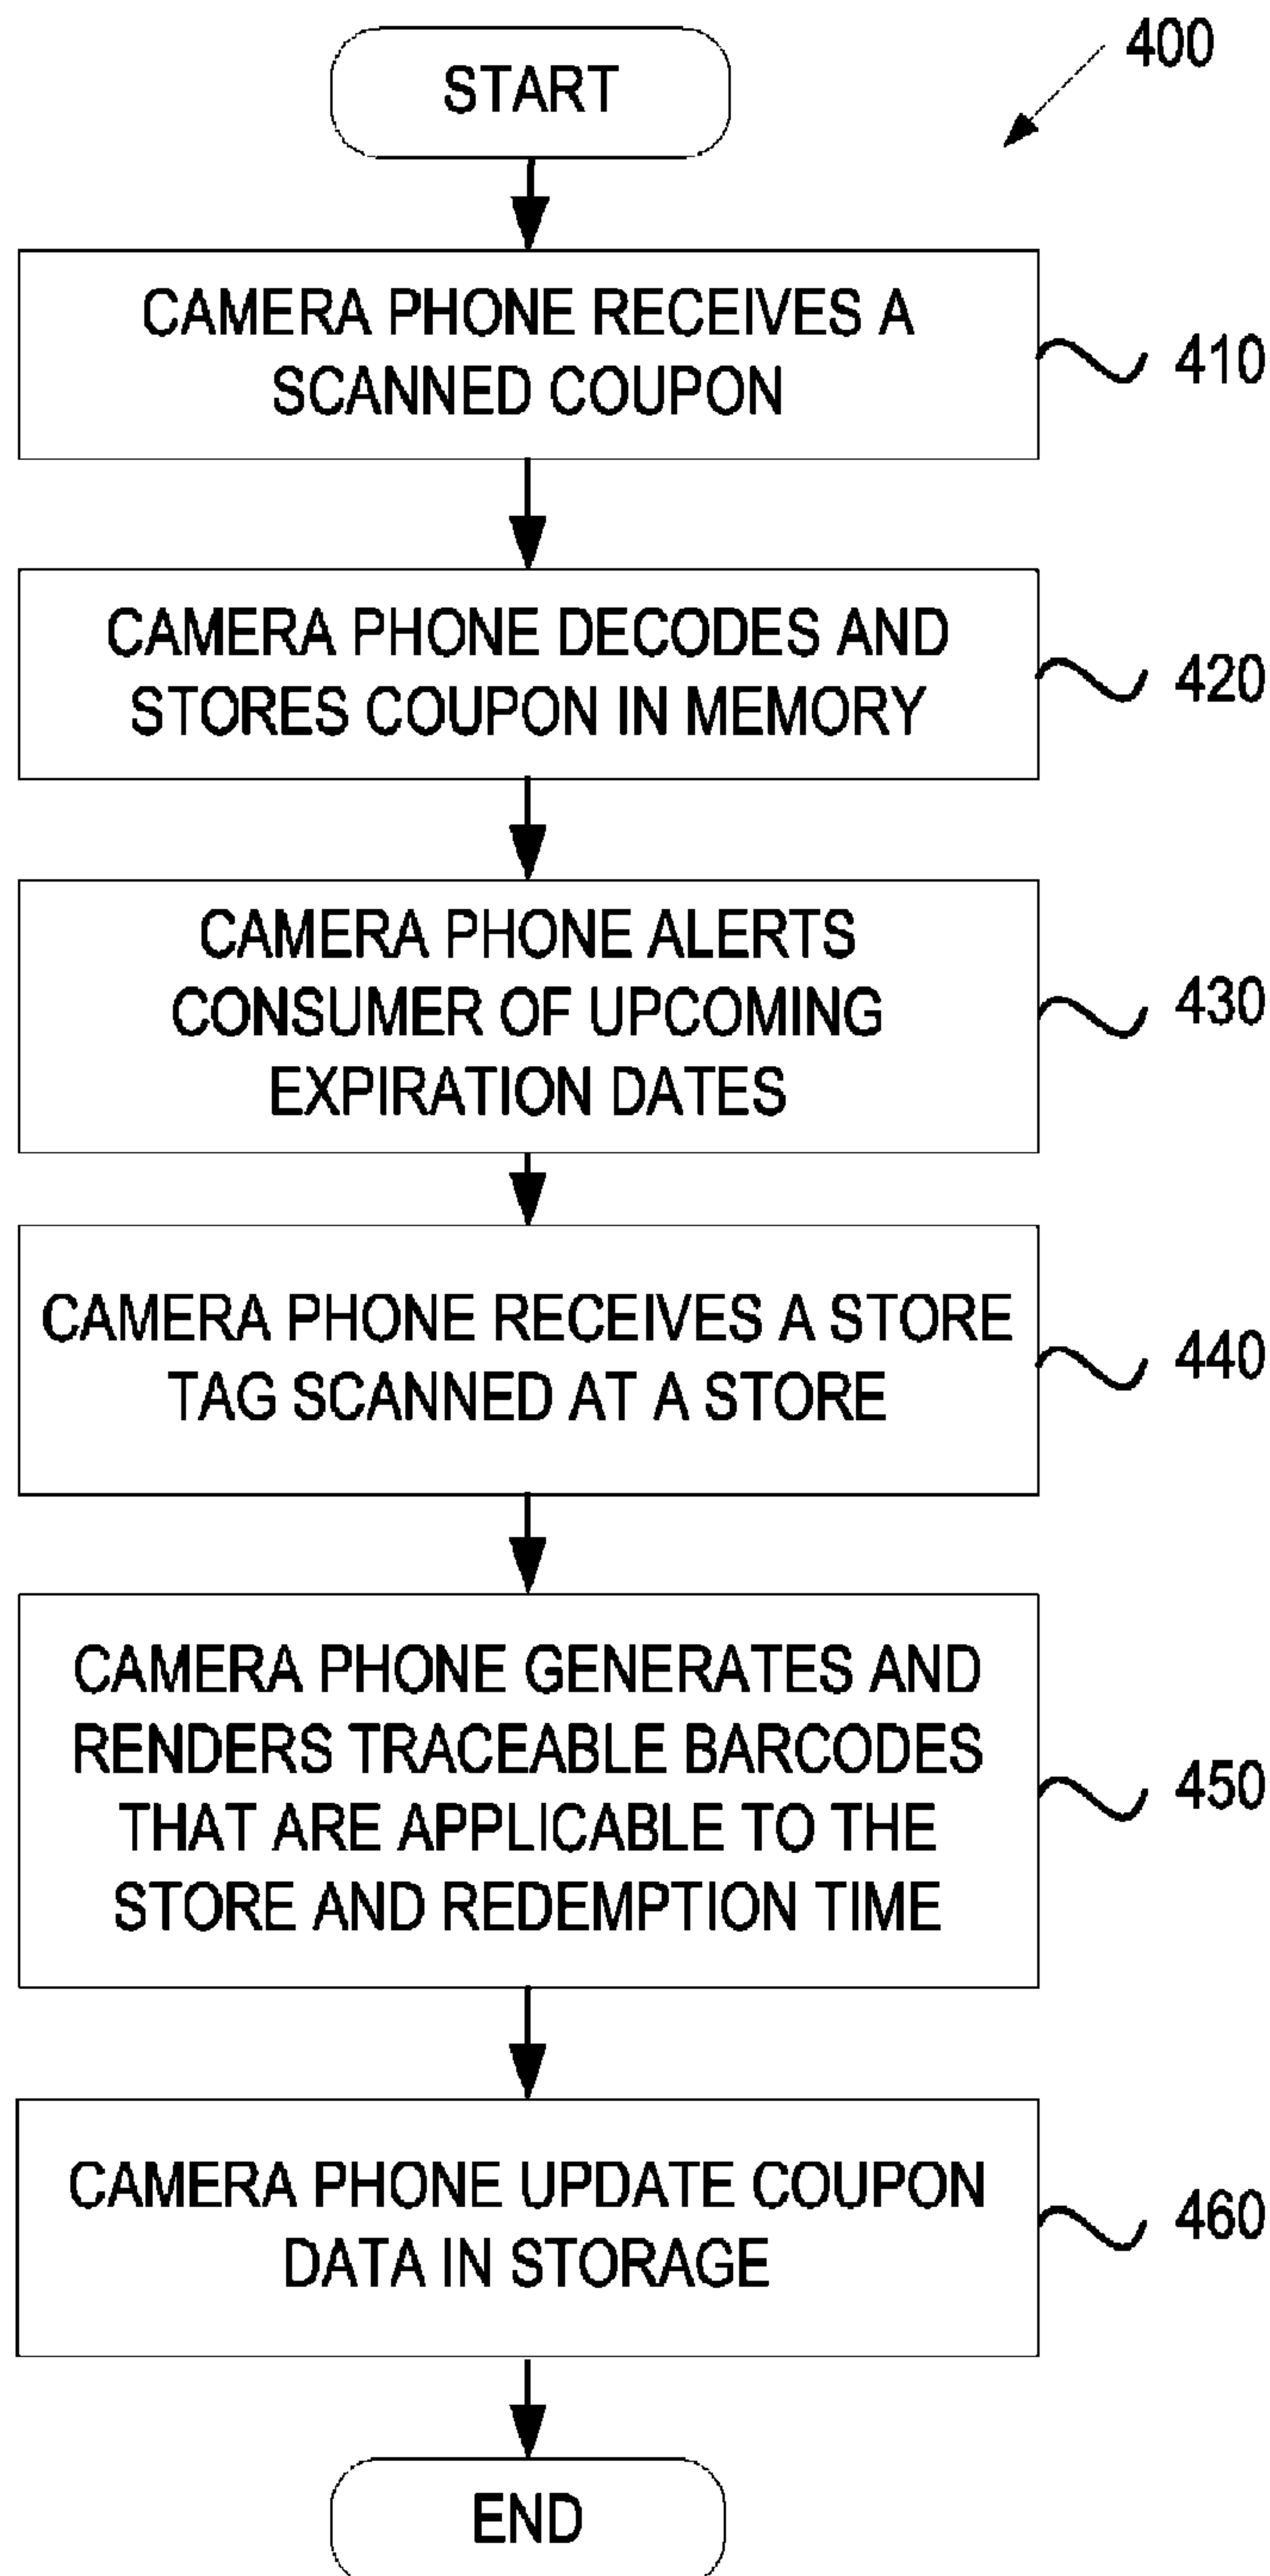 START
400
CAMERA PHONE RECEIVES A
SCANNED COUPON
410
CAMERA PHONE DECODES AND
STORES COUPON IN MEMORY
420
CAMERA PHONE ALERTS
CONSUMER OF UPCOMING
EXPIRATION DATES
430
CAMERA PHONE RECEIVES A STORE
TAG SCANNED AT A STORE
440
CAMERA PHONE GENERATES AND
RENDERS TRACEABLE BARCODES
THAT ARE APPLICABLE TO THE
STORE AND REDEMPTION TIME
450
CAMERA PHONE UPDATE COUPON
DATA IN STORAGE
460
END